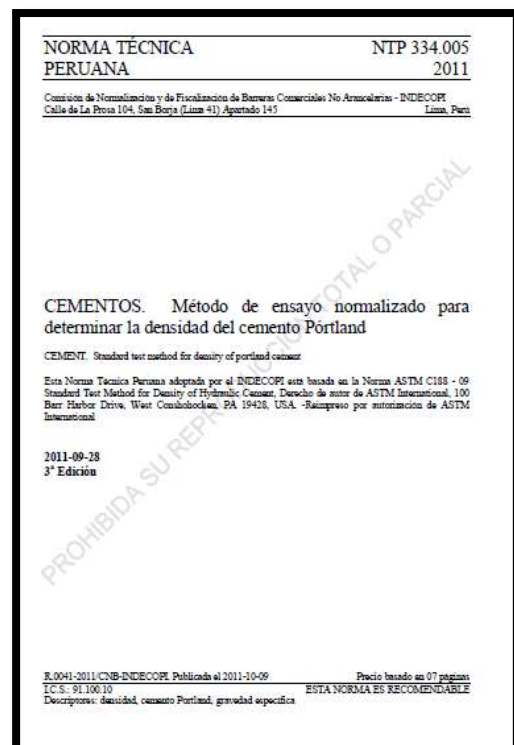 NORMA TÉCNICA NTP 334.005
PERUANA 2011
Comisión de Normalización y de Fiscalización de Barreras Comerciales No Arancelarias - INDECOPI
Calle de La Prosa 104, San Borja (Lima 41) Apartado 145 Lima, Perú
CEMENTOS. Método de ensayo normalizado para
determinar la densidad del cemento Pórtland
CEMENT. Standard test method for density of portland cement
Esta Norma Técnica Peruana adoptada por el INDECOPI está basada en la Norma ASTM C188 - 09
Standard Test Method for Density of Hydraulic Cement, Derecho de autor de ASTM International, 100
Barr Harbor Drive, West Conshohocken, PA 19428, USA. -Reimpreso por autorización de ASTM
International
2011-09-28
3ª Edición
PROHIBIDA SU REPRODUCCION TOTAL O PARCIAL
R.0041-2011/CNB-INDECOPI. Publicada el 2011-10-09 Precio basado en 07 páginas
I.C.S.: 91.100.10 ESTA NORMA ES RECOMENDABLE
Descriptores: densidad, cemento Portland, gravedad específica